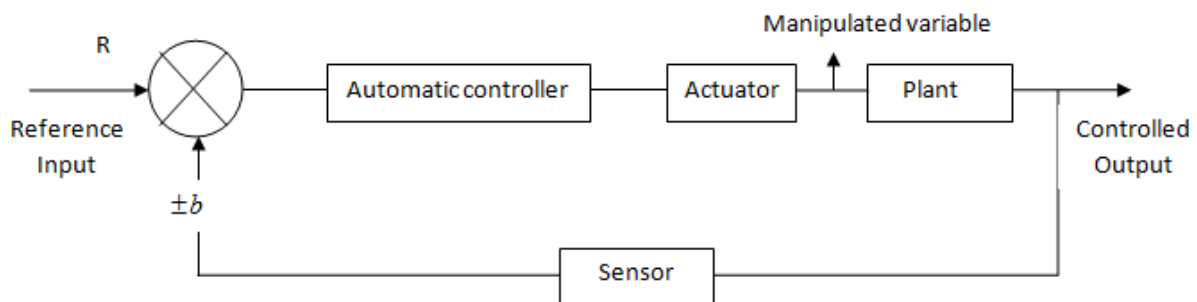 Manipulated variable
R
Automatic controller
Actuator
Plant
Reference
Input
Controlled
Output
±b
Sensor